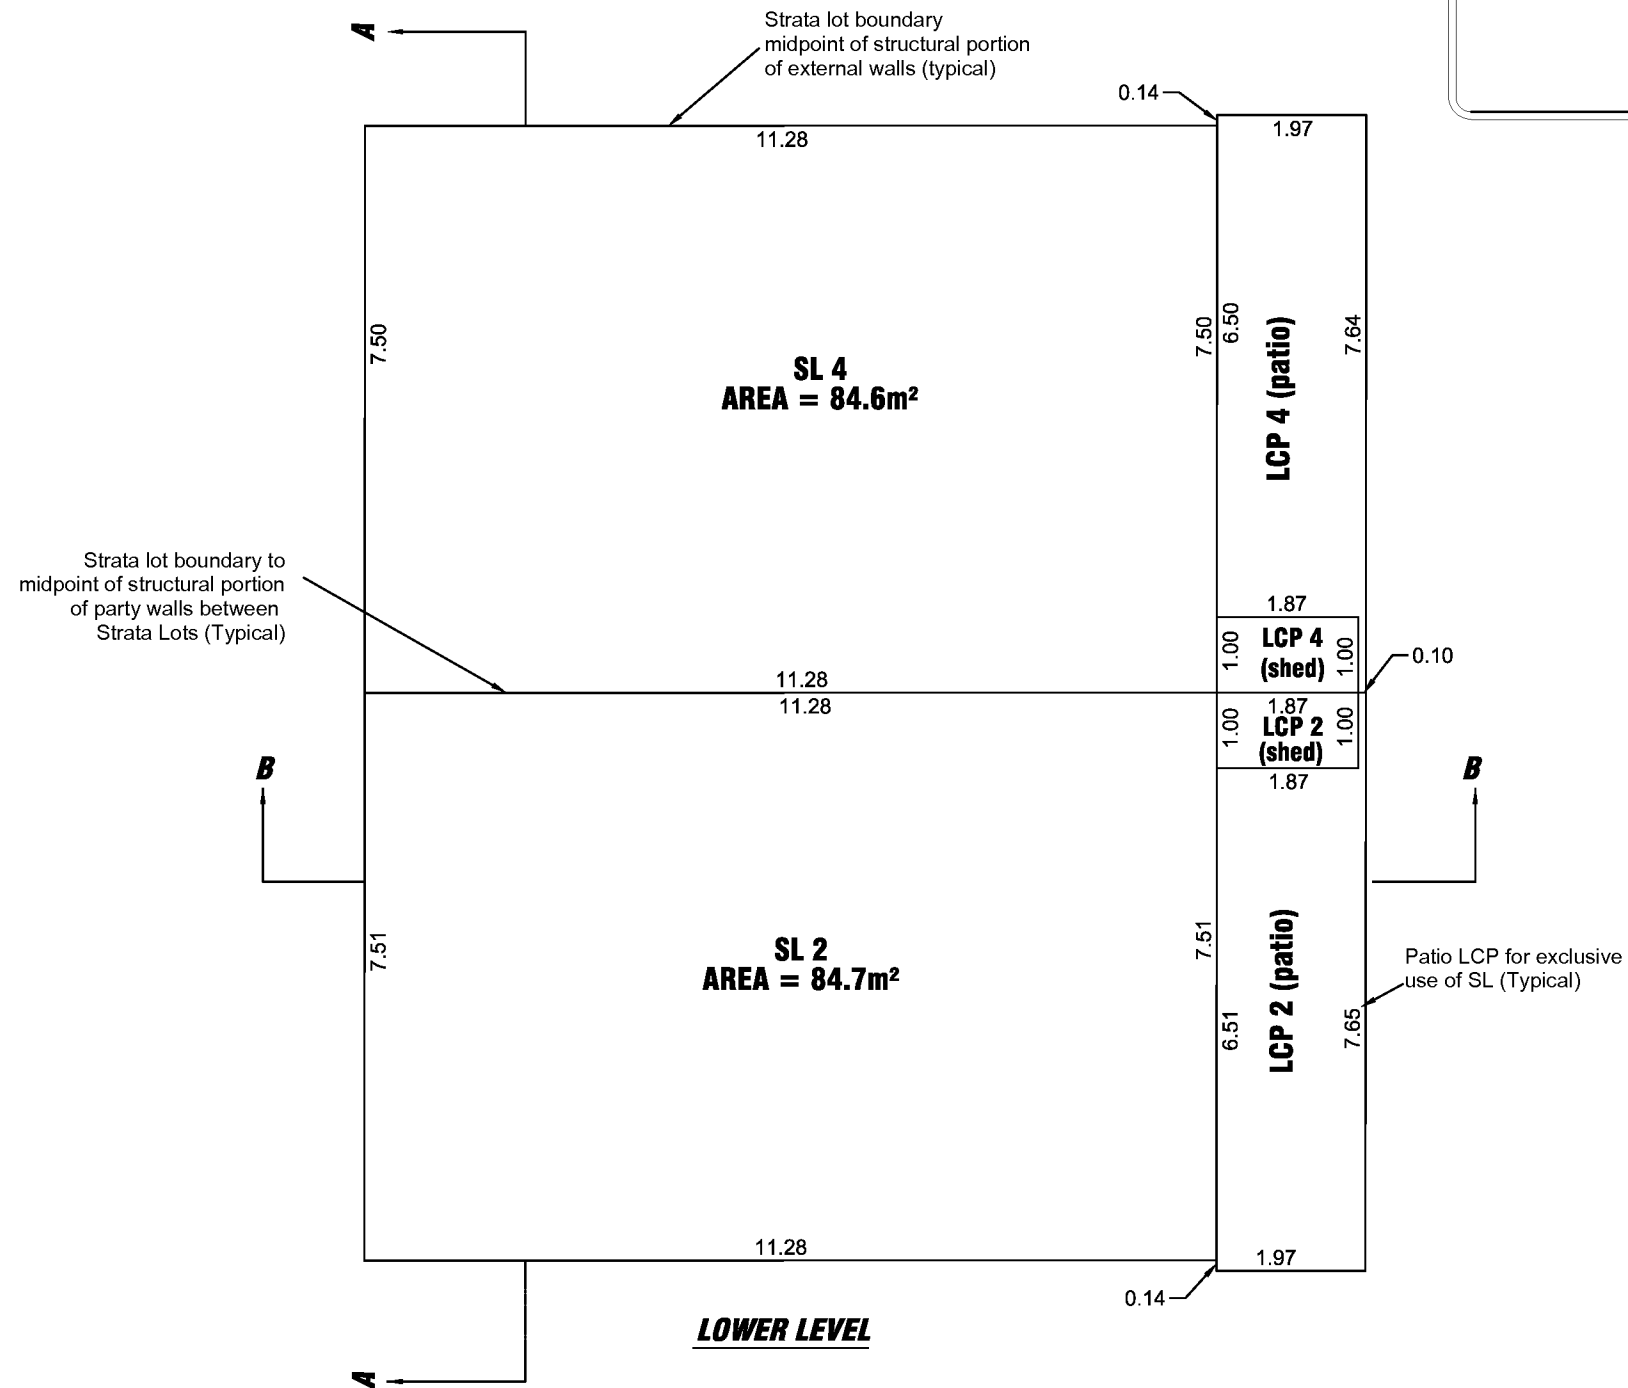 A
Strata lot boundary
midpoint of structural portion
of external walls (typical)
0.14
1.97
11.28
7.50
7.50
6.50
7.64
SL 4
AREA = 84.6m²
LCP 4 (patio)
Strata lot boundary to
midpoint of structural portion
of party walls between
Strata Lots (Typical)
1.87
1.00
LCP 4
(shed)
1.00
0.10
11.28
11.28
1.87
1.00
LCP 2
(shed)
1.00
1.87
B
B
7.51
SL 2
AREA = 84.7m²
7.51
6.51
LCP 2 (patio)
7.65
Patio LCP for exclusive
use of SL (Typical)
11.28
1.97
0.14
LOWER LEVEL
A